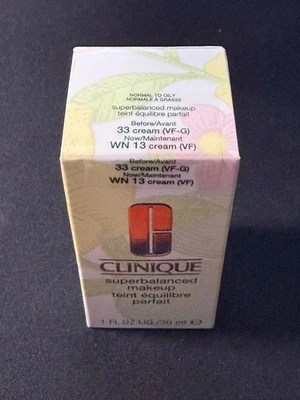 NORMAL TO OILY
NORMALE À GRASSE
superbalanced makeup
teint équilibre parfait
Before/Avant
33 cream (VF-G)
Now/Maintenant
WN 13 cream (VF)
Before/Avant
33 cream (VF-G)
Now/Maintenant
WN 13 cream (VF)
CLINIQUE
superbalanced
makeup
teint équilibre
parfait
1 FL OZ LIQ./30 ml ℮